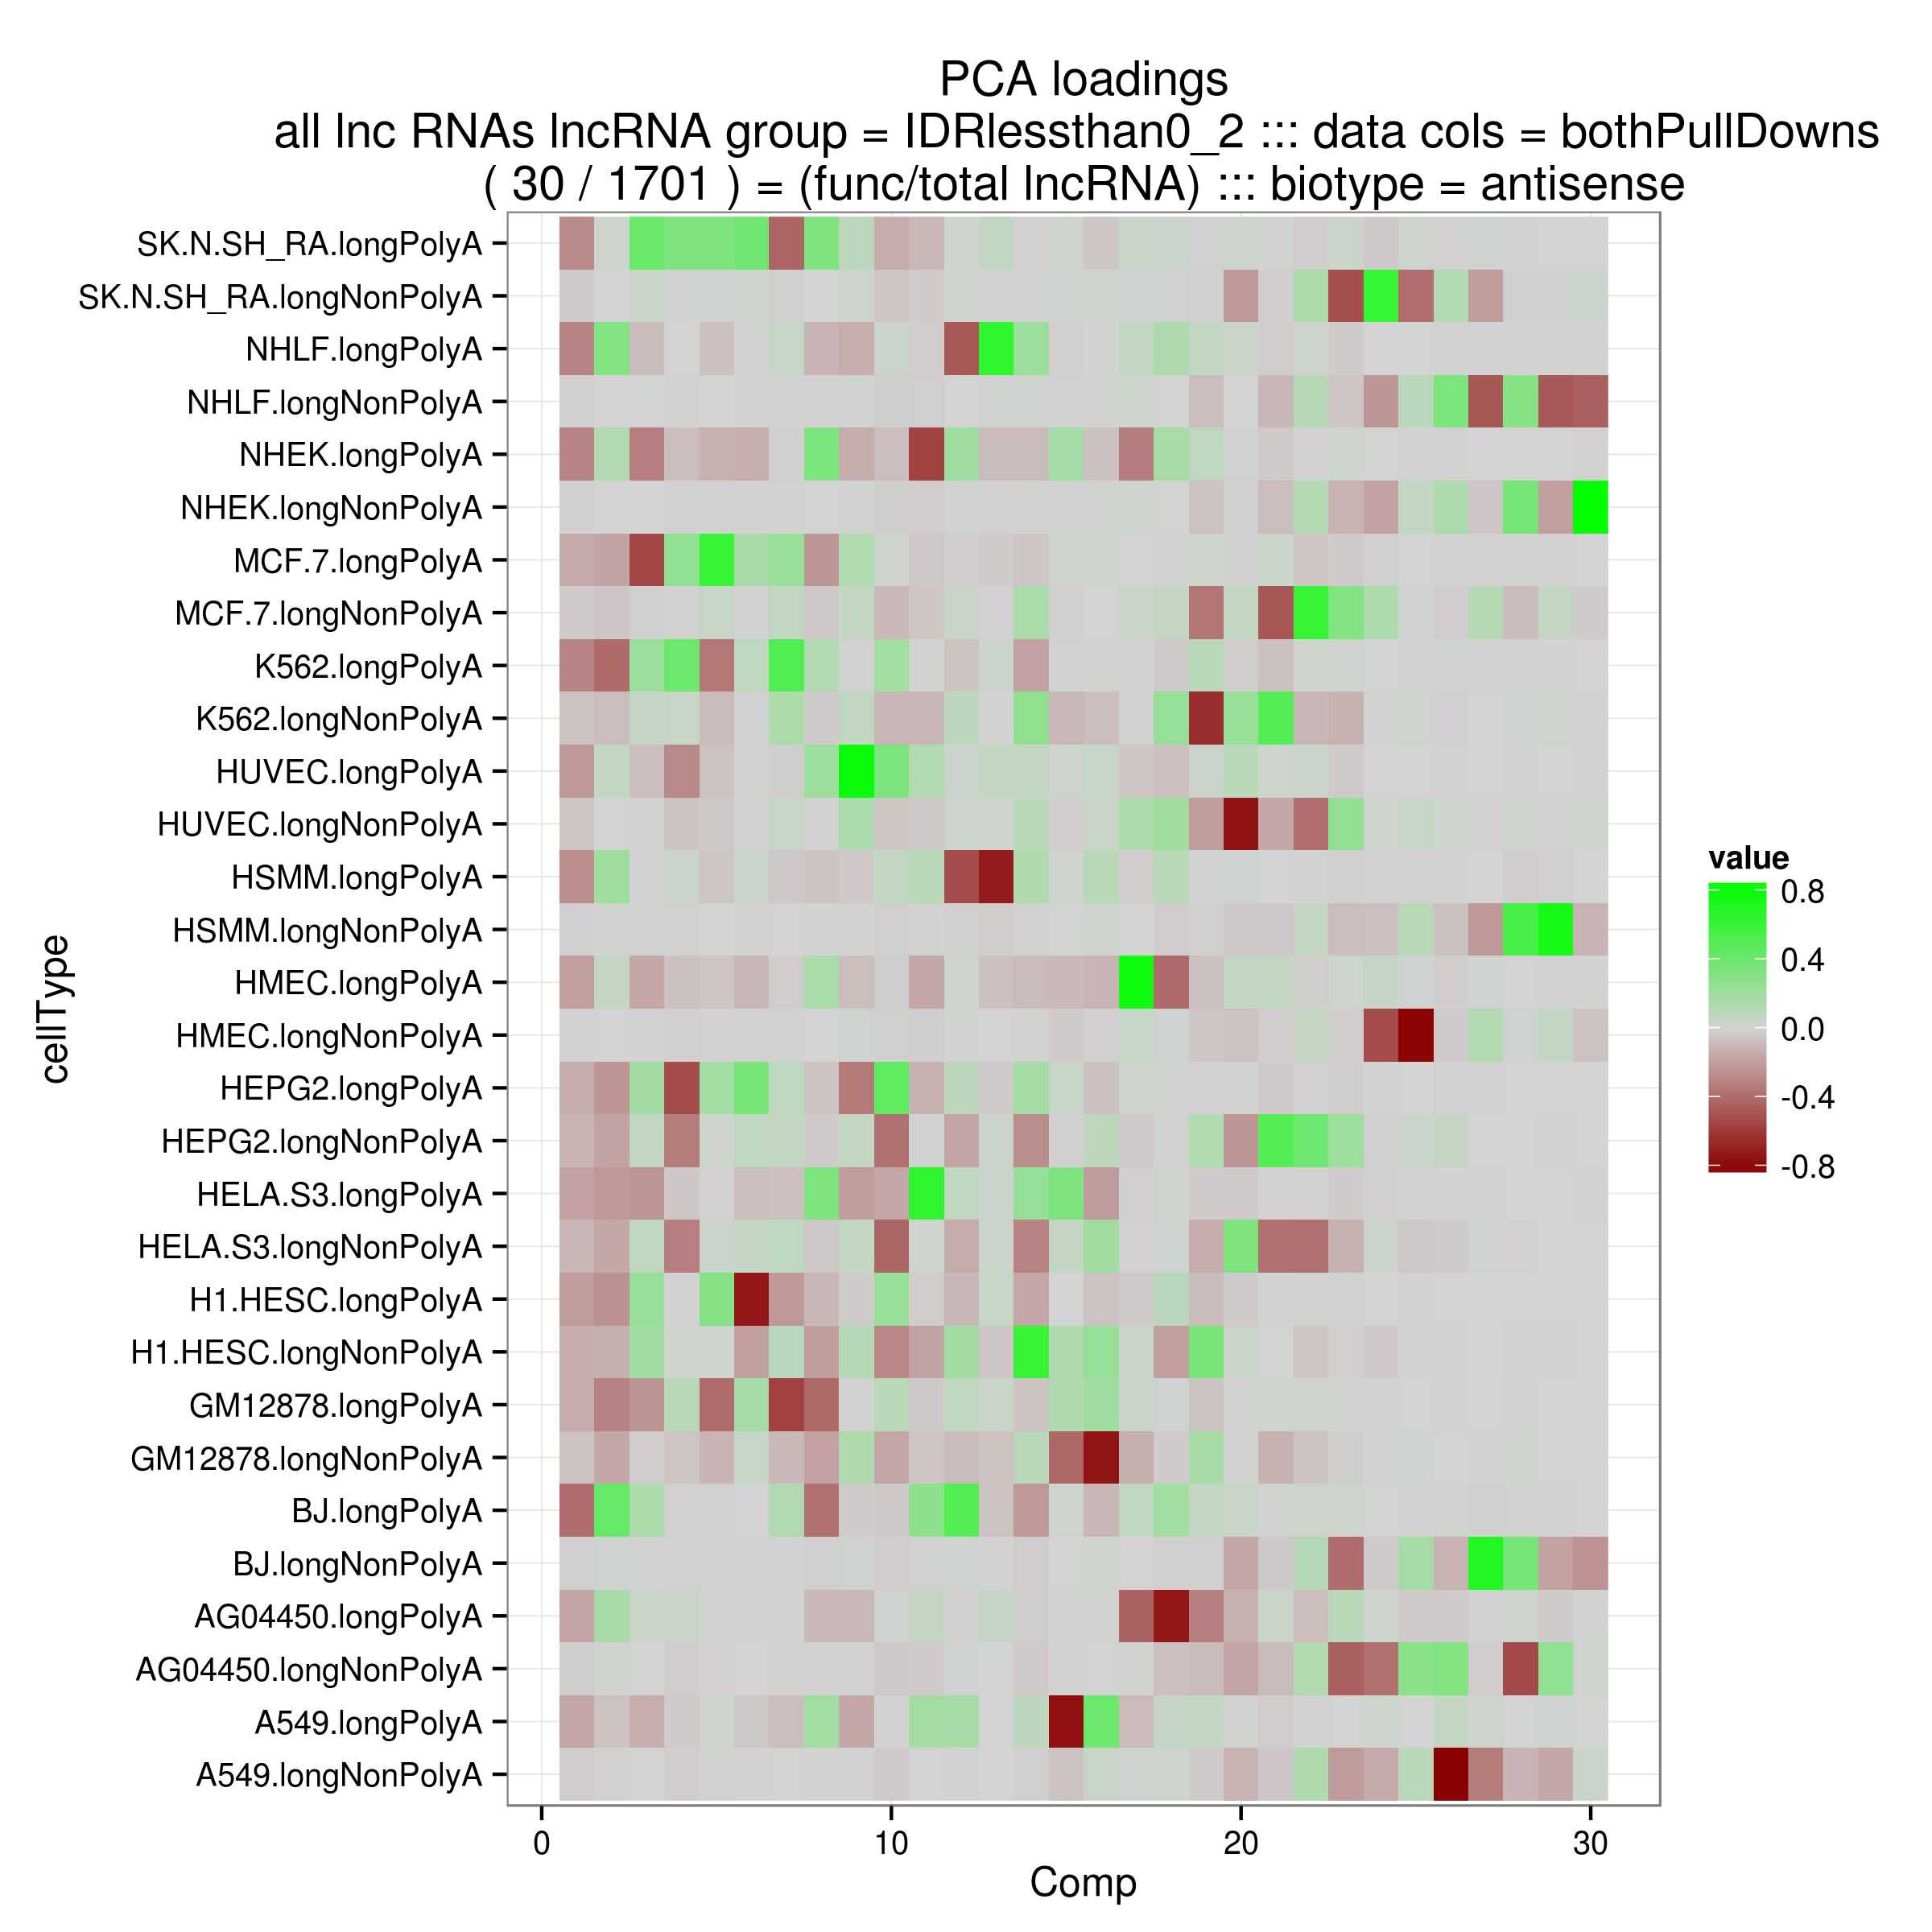 PCA loadings
all lnc RNAs lncRNA group = IDRlessthan0_2 ::: data cols = bothPullDowns
( 30 / 1701 ) = (func/total lncRNA) ::: biotype = antisense
SK.N.SH_RA.longPolyA
SK.N.SH_RA.longNonPolyA
NHLF.longPolyA
NHLF.longNonPolyA
NHEK.longPolyA
NHEK.longNonPolyA
MCF.7.longPolyA
MCF.7.longNonPolyA
K562.longPolyA
K562.longNonPolyA
HUVEC.longPolyA
HUVEC.longNonPolyA
HSMM.longPolyA
HSMM.longNonPolyA
HMEC.longPolyA
HMEC.longNonPolyA
HEPG2.longPolyA
HEPG2.longNonPolyA
HELA.S3.longPolyA
HELA.S3.longNonPolyA
H1.HESC.longPolyA
H1.HESC.longNonPolyA
GM12878.longPolyA
GM12878.longNonPolyA
BJ.longPolyA
BJ.longNonPolyA
AG04450.longPolyA
AG04450.longNonPolyA
A549.longPolyA
A549.longNonPolyA
cellType
0 10 20 30
Comp
value
0.8
0.4
0.0
-0.4
-0.8